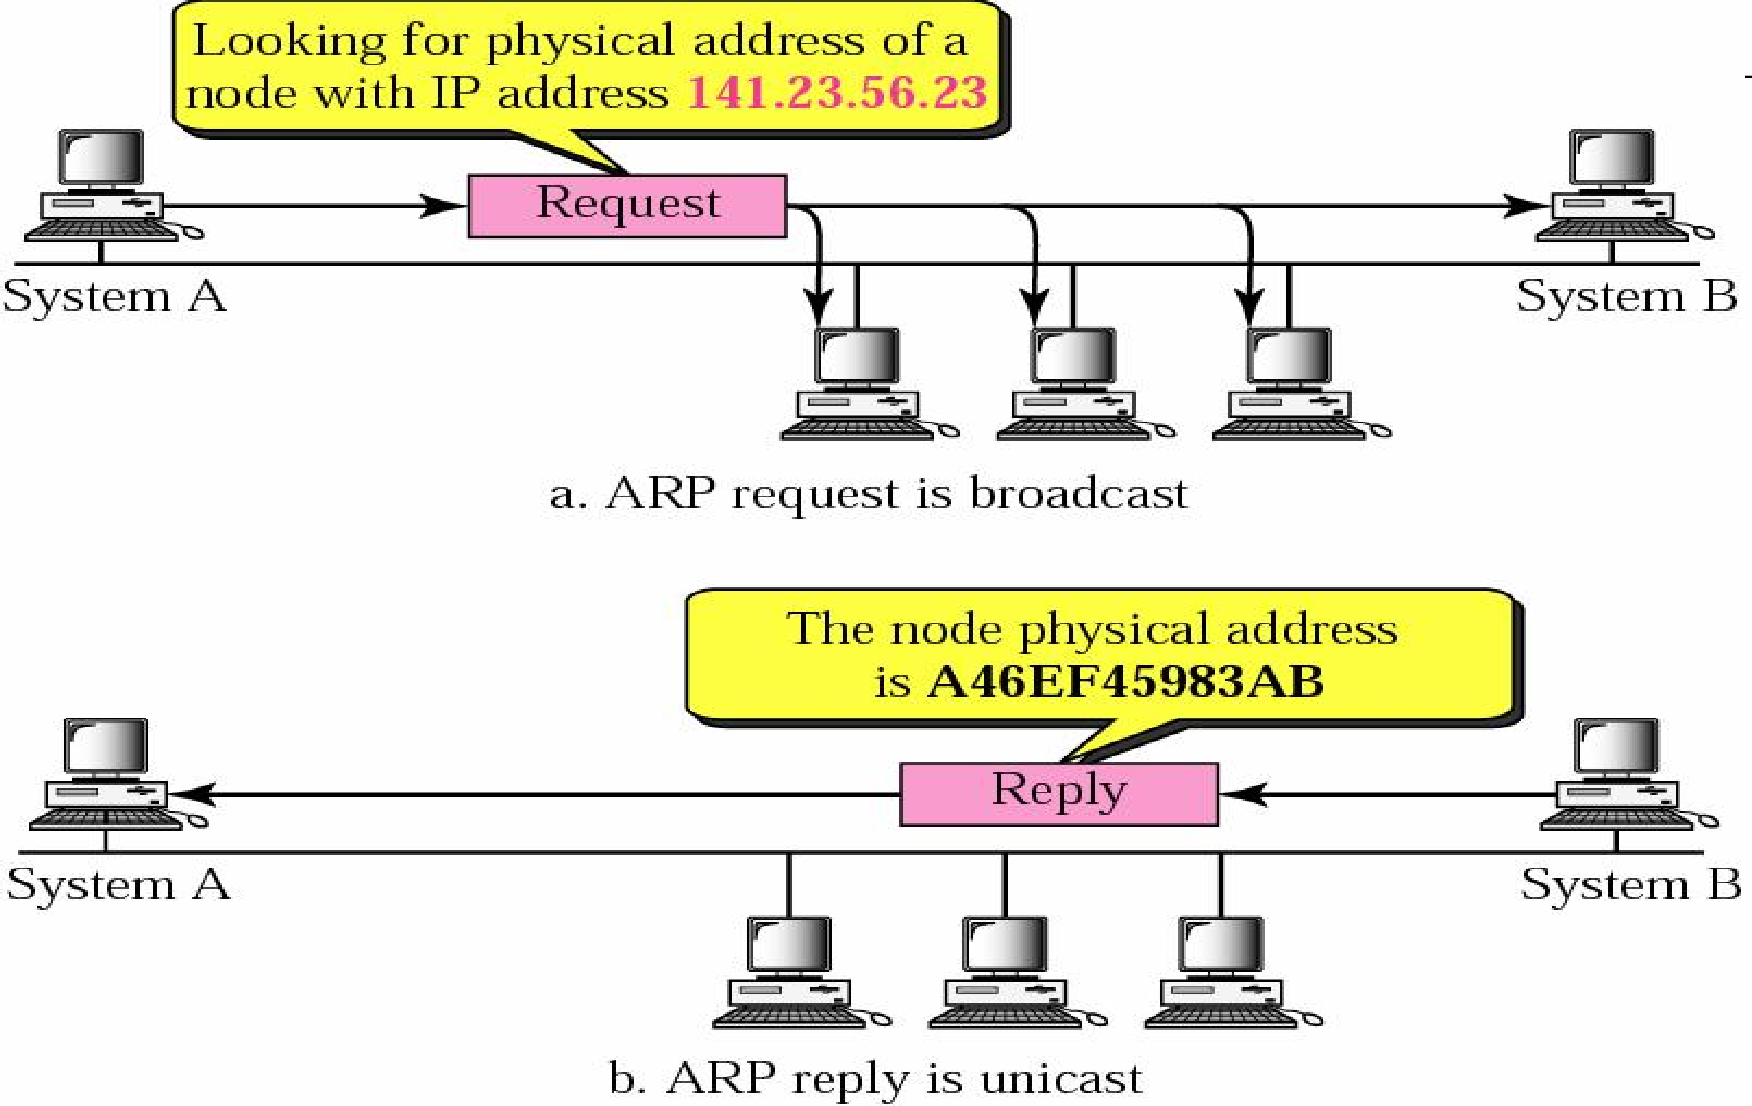 Looking for physical address of a
node with IP address 141.23.56.23
Request
System A
System B
a. ARP request is broadcast
The node physical address
is A46EF45983AB
Reply
System A
System B
b. ARP reply is unicast